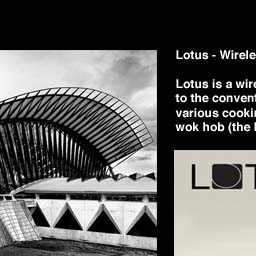 Lotus - Wirele
Lotus is a wire
to the convent
various cookin
wok hob (the l
LOT